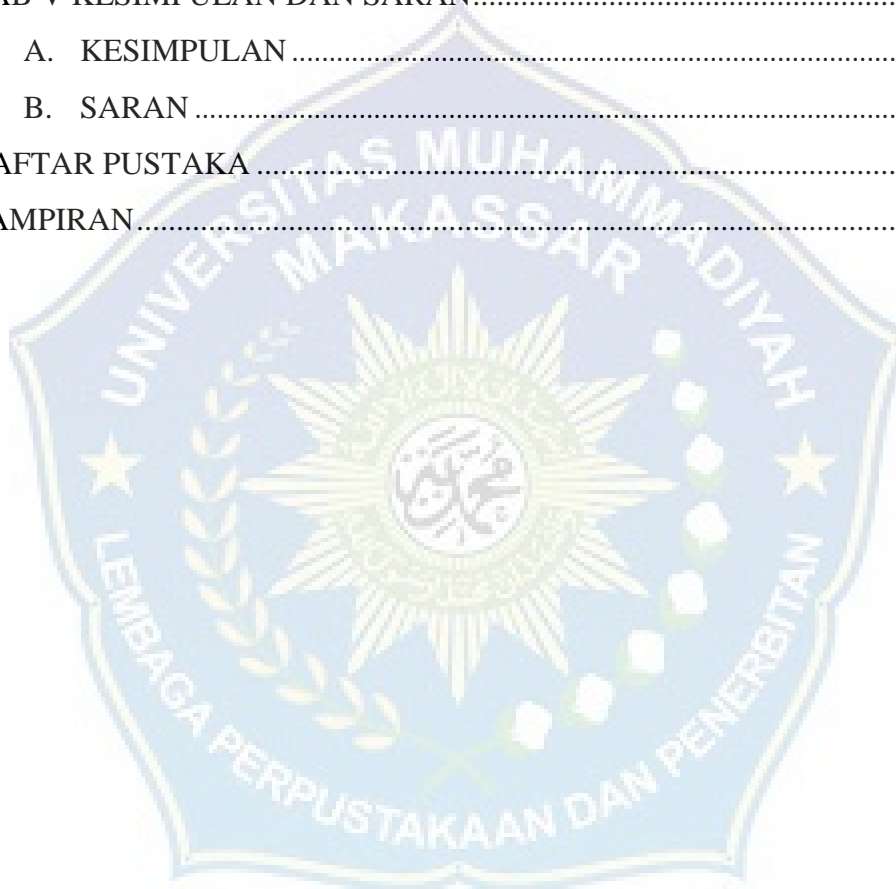 AB V KESIMPULAN DAN SARAN................................................
A. KESIMPULAN................................................................
B. SARAN................................................................
AFTAR PUSTAKA................................................................
AMPIRAN................................................................
UNIVERSITAS MUHAMMADIYAH
MAKASSAR
LEMBAGA PERPUSTAKAAN DAN PENERBITAN